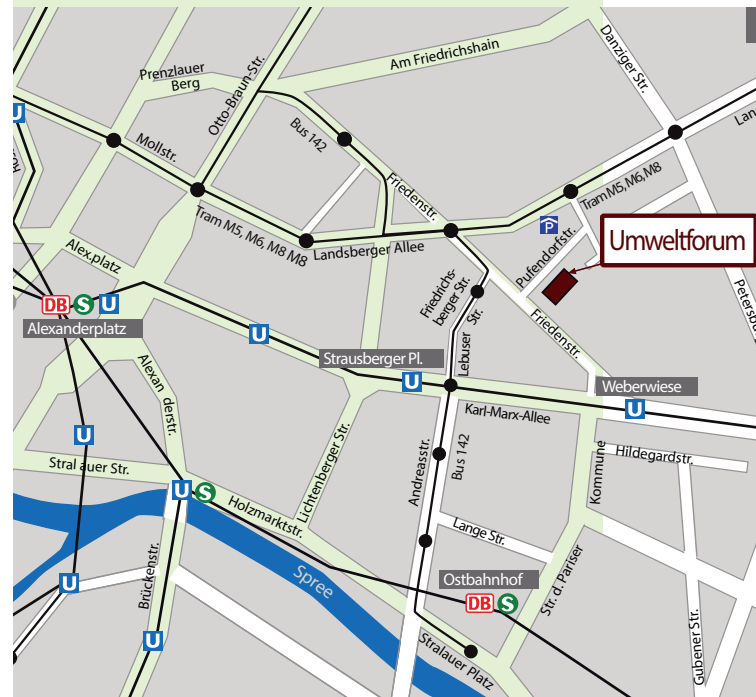 Danziger Str.
Am Friedrichshain
Prenzlauer
Berg
Otto-Braun-Str.
U
Bus 142
Mollstr.
Tram M5, M6, M8
Friedenstr.
P
Umweltforum
Tram M5, M6, M8 M8
Landsberger Allee
Pufendorfstr.
Alex.platz
Friedrichs-
berger Str.
Petersbu
DB S U
Alexanderplatz
U
Lebuser
Str.
Friedenstr.
Strausberger Pl.
U
Weberwiese
U
Alexan derstr.
Karl-Marx-Allee
Lichtenberger Str.
U
Stral auer Str.
Andreasstr.
Bus 142
Kommune
Hildegardstr.
U S
Holzmarktstr.
Lange Str.
Spree
Brückenstr.
U
Ostbahnhof
DB S
Str. d. Pariser
U
Stralauer Platz
Gubener Str.